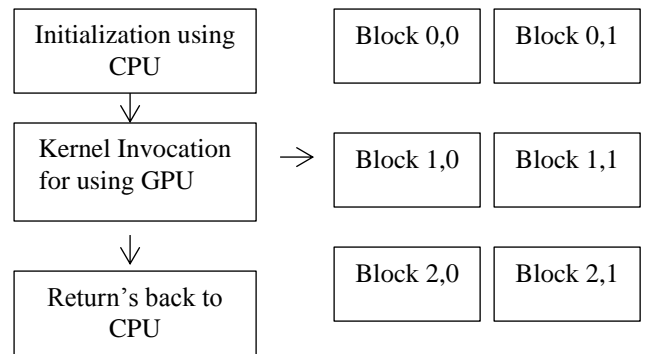 Initialization using
CPU
Block 0,0
Block 0,1
Kernel Invocation
for using GPU
Block 1,0
Block 1,1
Return's back to
CPU
Block 2,0
Block 2,1